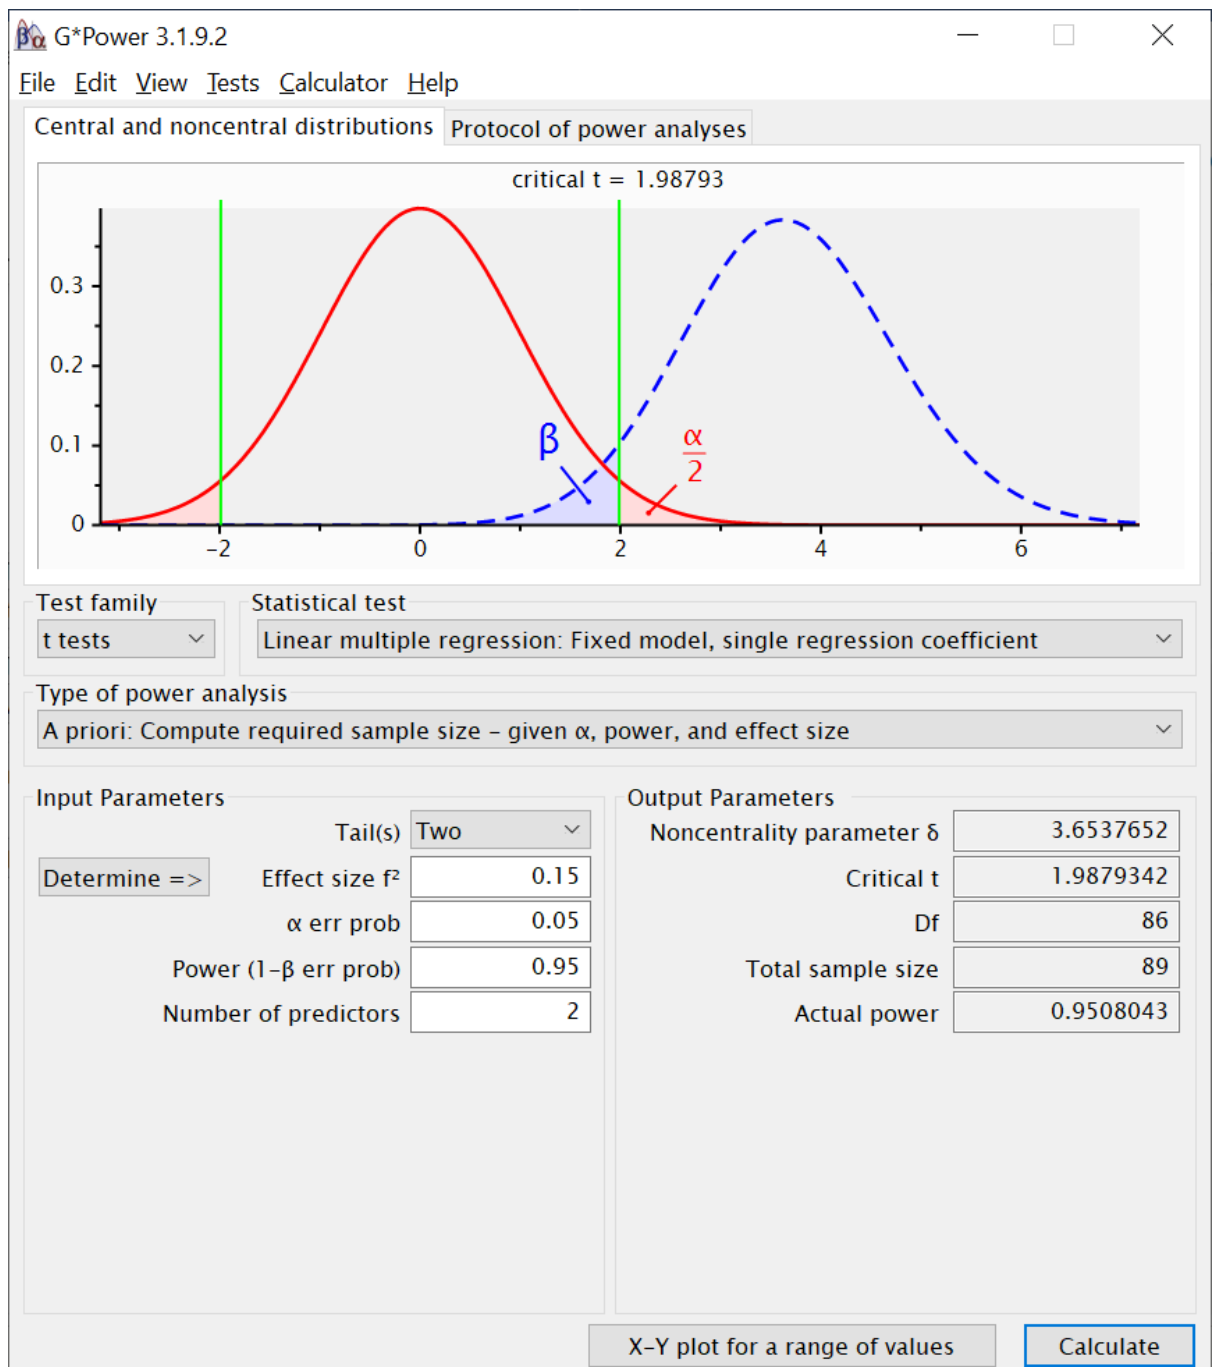 G*Power 3.1.9.2
File Edit View Tests Calculator Help
Central and noncentral distributions Protocol of power analyses
critical t = 1.98793
0.3
0.2
0.1
0
β
α
2
-2 0 2 4 6
Test family Statistical test
t tests Linear multiple regression: Fixed model, single regression coefficient
Type of power analysis
A priori: Compute required sample size – given α, power, and effect size
Input Parameters Output Parameters
Tail(s) Two Noncentrality parameter δ 3.6537652
Determine => Effect size f² 0.15 Critical t 1.9879342
α err prob 0.05 Df 86
Power (1-β err prob) 0.95 Total sample size 89
Number of predictors 2 Actual power 0.9508043
X-Y plot for a range of values Calculate